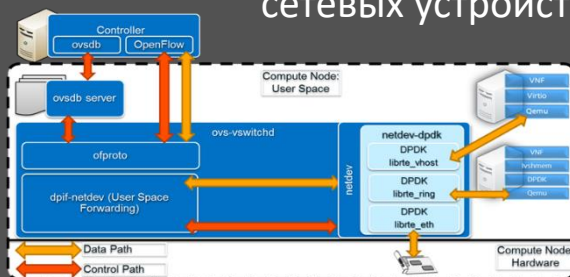 сетевых устройст
Controller
ovsdb
OpenFlow
Compute Node:
User Space
ovsdb server
VNF
Virtio
Qemu
ovs-vswitchd
ofproto
netdev
netdev-dpdk
DPDK
librte_vhost
DPDK
librte_ring
DPDK
librte_eth
VNF
Ivshmem
DPDK
Qemu
dpif-netdev (User Space
Forwarding)
Data Path
Control Path
Compute Node
Hardware